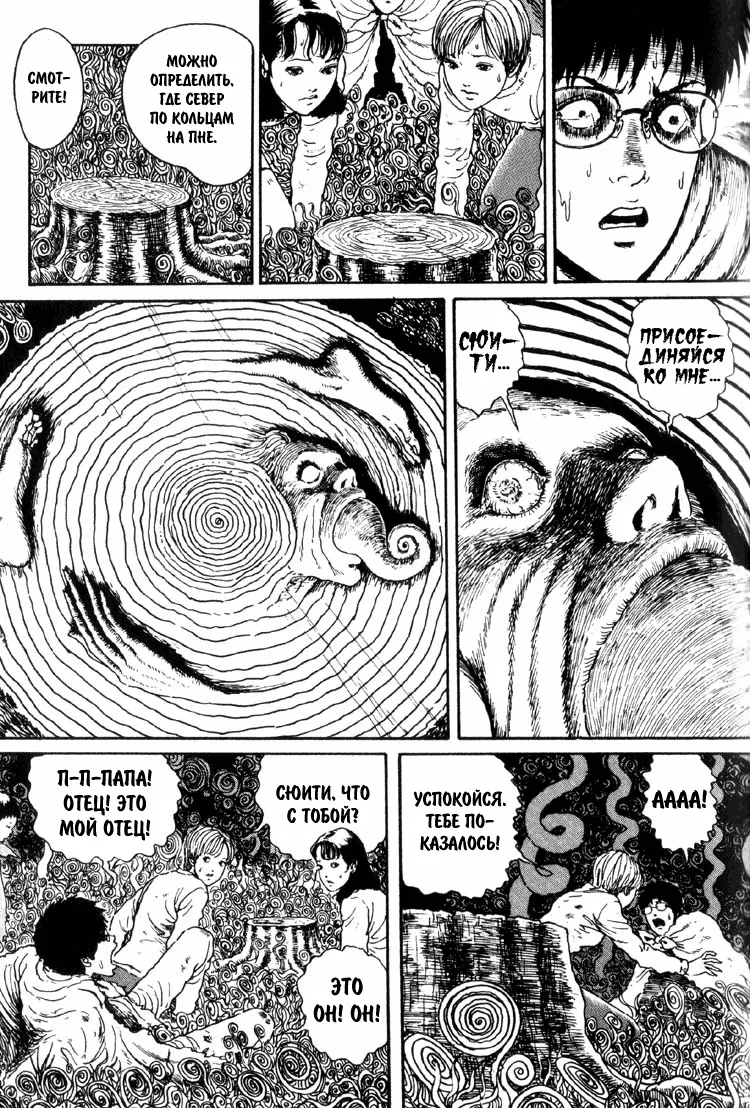 СМОТ-
РИТЕ!
МОЖНО
ОПРЕДЕЛИТЬ,
ГДЕ СЕВЕР
ПО КОЛЬЦАМ
НА ПНЕ.
СЮИ-
ТИ...
ПРИСОЕ-
ДИНЯЙСЯ
КО МНЕ...
П-П-ПАПА!
ОТЕЦ! ЭТО
МОЙ ОТЕЦ!
СЮИТИ, ЧТО
С ТОБОЙ?
ЭТО
ОН! ОН!
УСПОКОЙСЯ.
ТЕБЕ ПО-
КАЗАЛОСЬ!
АААА!